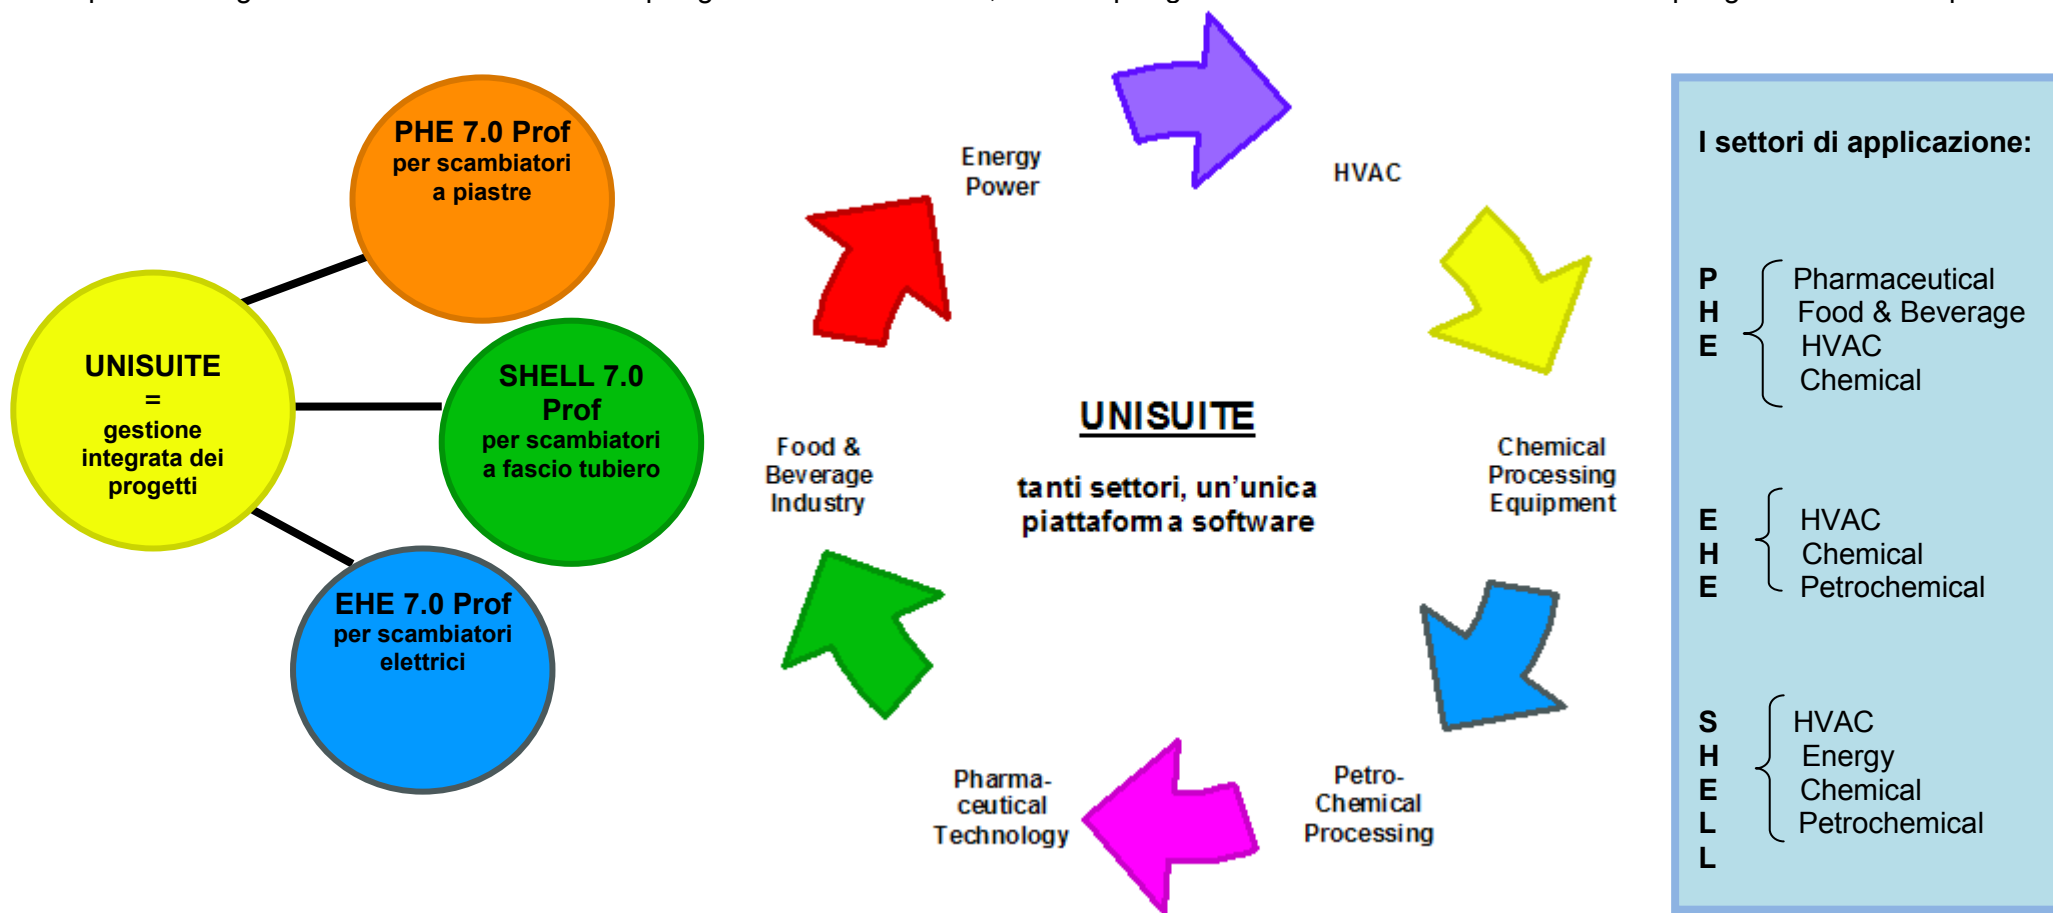 PHE 7.0 Prof
per scambiatori
a piastre
UNISUITE
=
gestione
integrata dei
progetti
SHELL 7.0
Prof
per scambiatori
a fascio tubiero
EHE 7.0 Prof
per scambiatori
elettrici
Energy
Power
HVAC
Chemical
Processing
Equipment
Petro-
Chemical
Processing
Pharma-
ceutical
Technology
Food &
Beverage
Industry
UNISUITE
tanti settori, un'unica
piattaforma software
I settori di applicazione:
P Pharmaceutical
H Food & Beverage
E HVAC
Chemical
E HVAC
H Chemical
E Petrochemical
S HVAC
H Energy
E Chemical
L Petrochemical
L